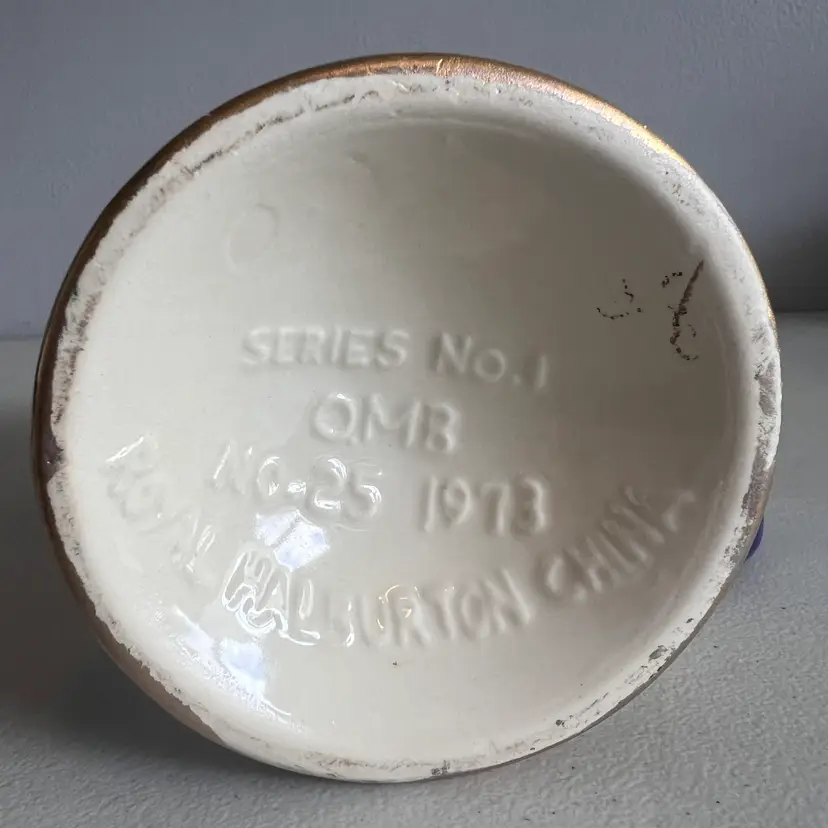 SERIES No.1
QMB
No.25 1973
ROYAL HALBURTON CHINA